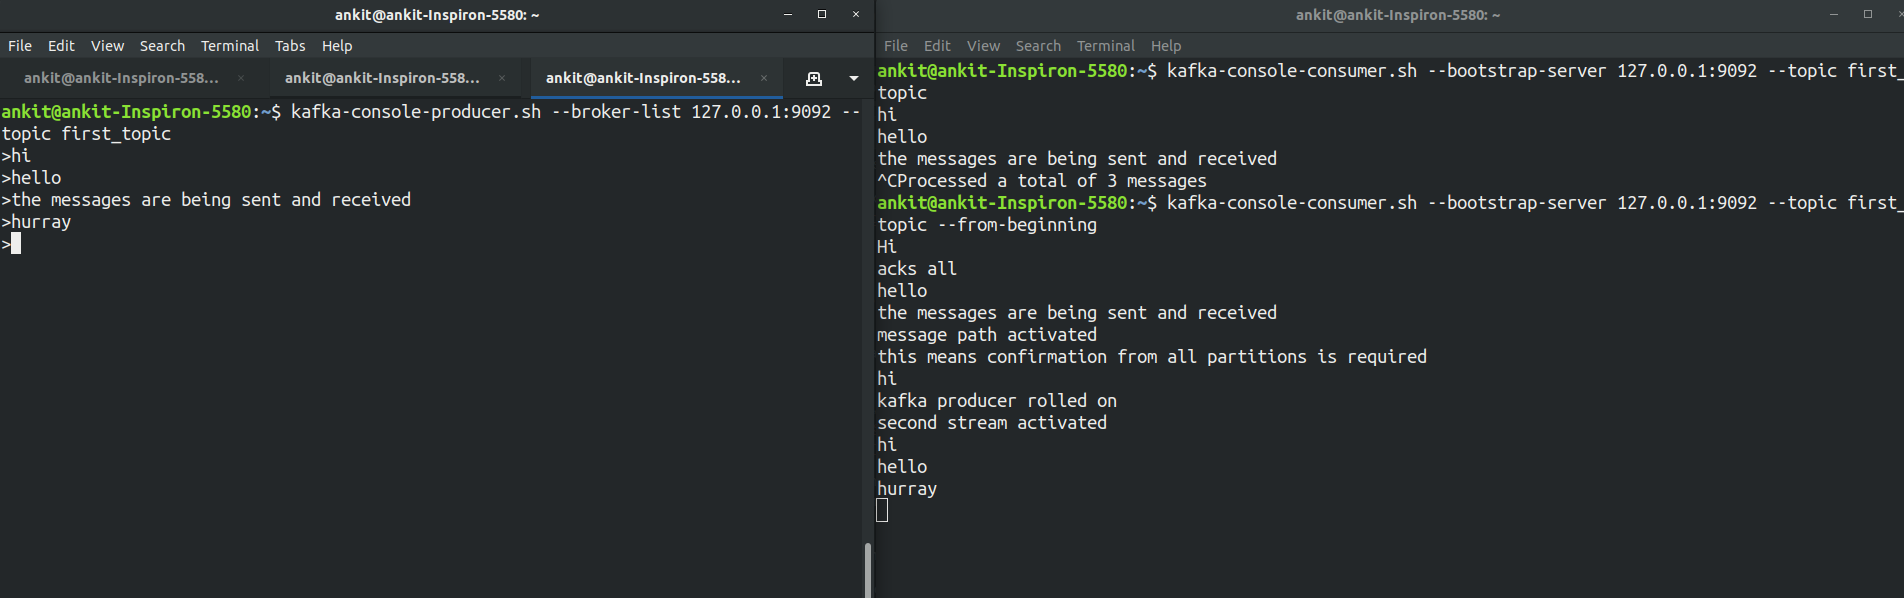 ankit@ankit-Inspiron-5580: ~
File Edit View Search Terminal Tabs Help
ankit@ankit-Inspiron-558... ankit@ankit-Inspiron-558... ankit@ankit-Inspiron-558...
ankit@ankit-Inspiron-5580:~$ kafka-console-producer.sh --broker-list 127.0.0.1:9092 --
topic first_topic
>hi
>hello
>the messages are being sent and received
>hurray
>
ankit@ankit-Inspiron-5580: ~
File Edit View Search Terminal Help
ankit@ankit-Inspiron-5580:~$ kafka-console-consumer.sh --bootstrap-server 127.0.0.1:9092 --topic first_
topic
hi
hello
the messages are being sent and received
^CProcessed a total of 3 messages
ankit@ankit-Inspiron-5580:~$ kafka-console-consumer.sh --bootstrap-server 127.0.0.1:9092 --topic first_
topic --from-beginning
Hi
acks all
hello
the messages are being sent and received
message path activated
this means confirmation from all partitions is required
hi
kafka producer rolled on
second stream activated
hi
hello
hurray